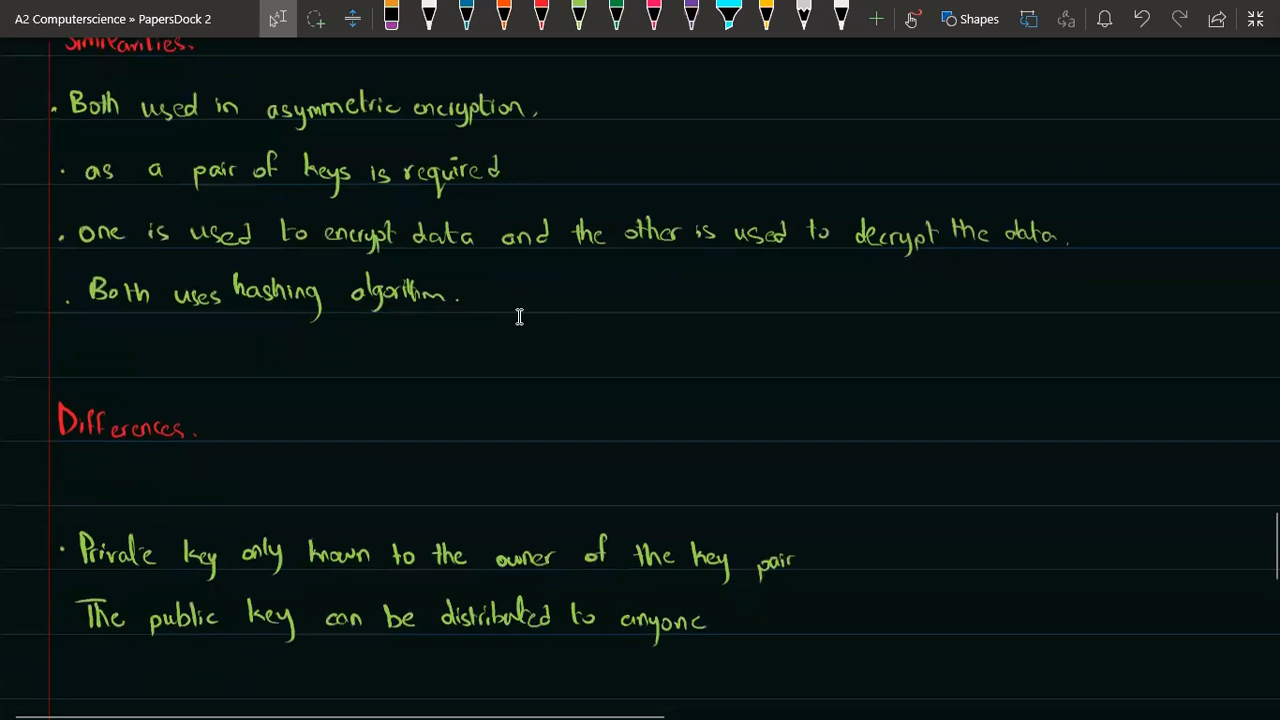 A2 Computerscience » PapersDock 2
Shapes
Similarities.
. Both used in asymmetric encryption.
. as a pair of keys is required
. one is used to encrypt data and the other is used to decrypt the data.
. Both uses hashing algorithm.
Differences.
. Private key only known to the owner of the key pair
The public key can be distributed to anyone